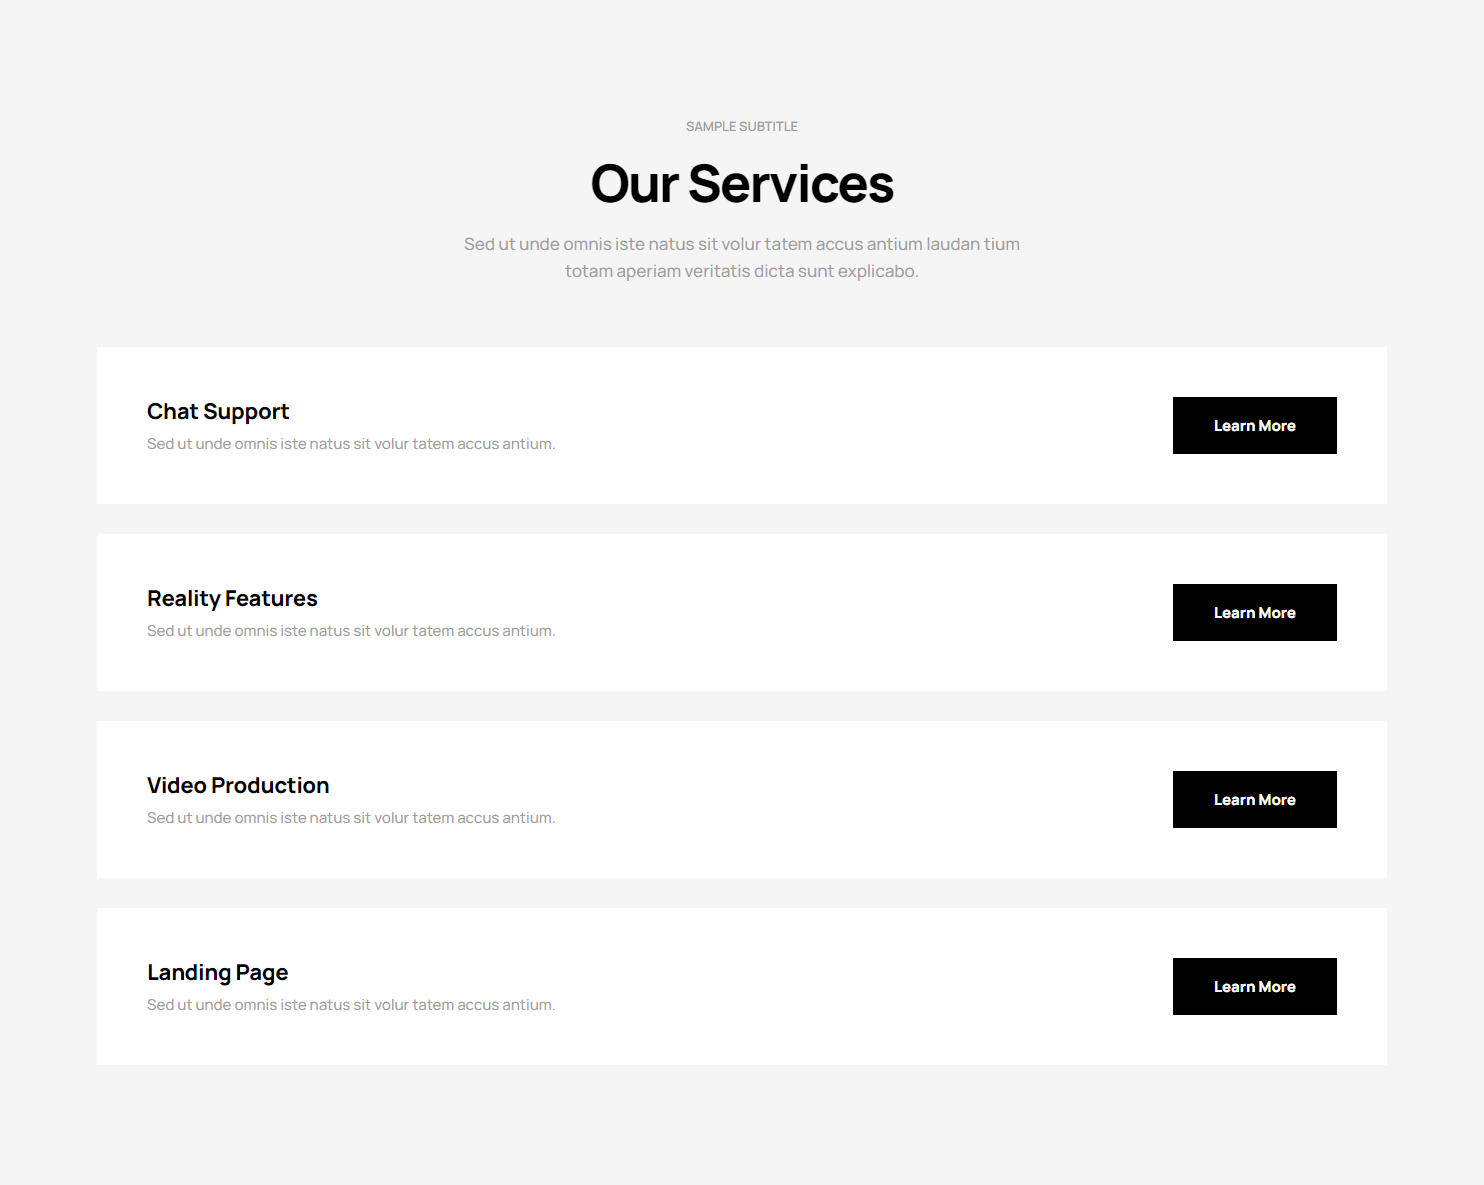 SAMPLE SUBTITLE
Our Services
Sed ut unde omnis iste natus sit volur tatem accus antium laudan tium
totam aperiam veritatis dicta sunt explicabo.
Chat Support
Sed ut unde omnis iste natus sit volur tatem accus antium.
Learn More
Reality Features
Sed ut unde omnis iste natus sit volur tatem accus antium.
Learn More
Video Production
Sed ut unde omnis iste natus sit volur tatem accus antium.
Learn More
Landing Page
Sed ut unde omnis iste natus sit volur tatem accus antium.
Learn More